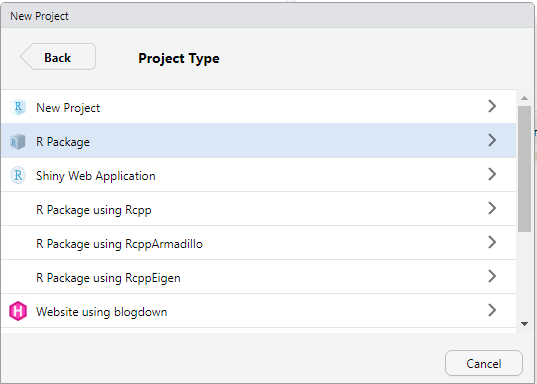 New Project
Back
Project Type
New Project
R Package
Shiny Web Application
R Package using Rcpp
R Package using RcppArmadillo
R Package using RcppEigen
Website using blogdown
Cancel